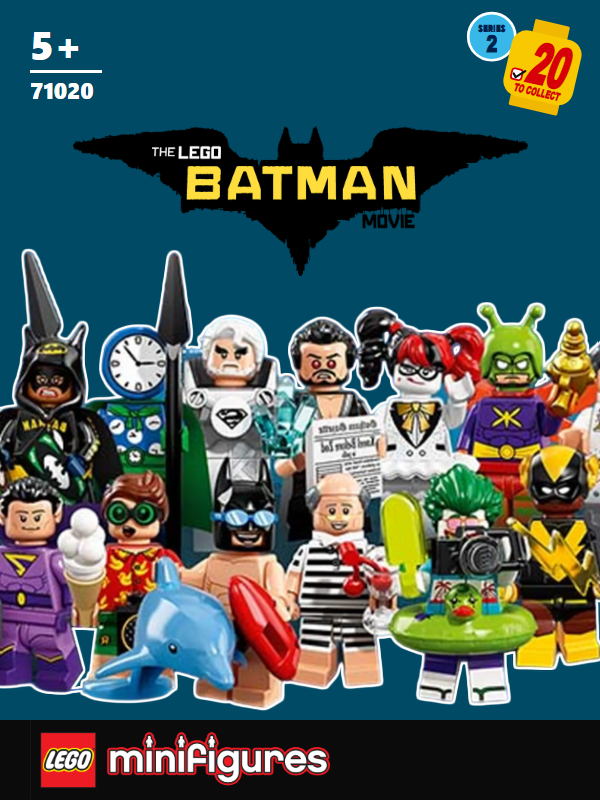 5+
71020
SERIES
2
20
TO COLLECT
THE LEGO
BATMAN
MOVIE
LEGO minifigures